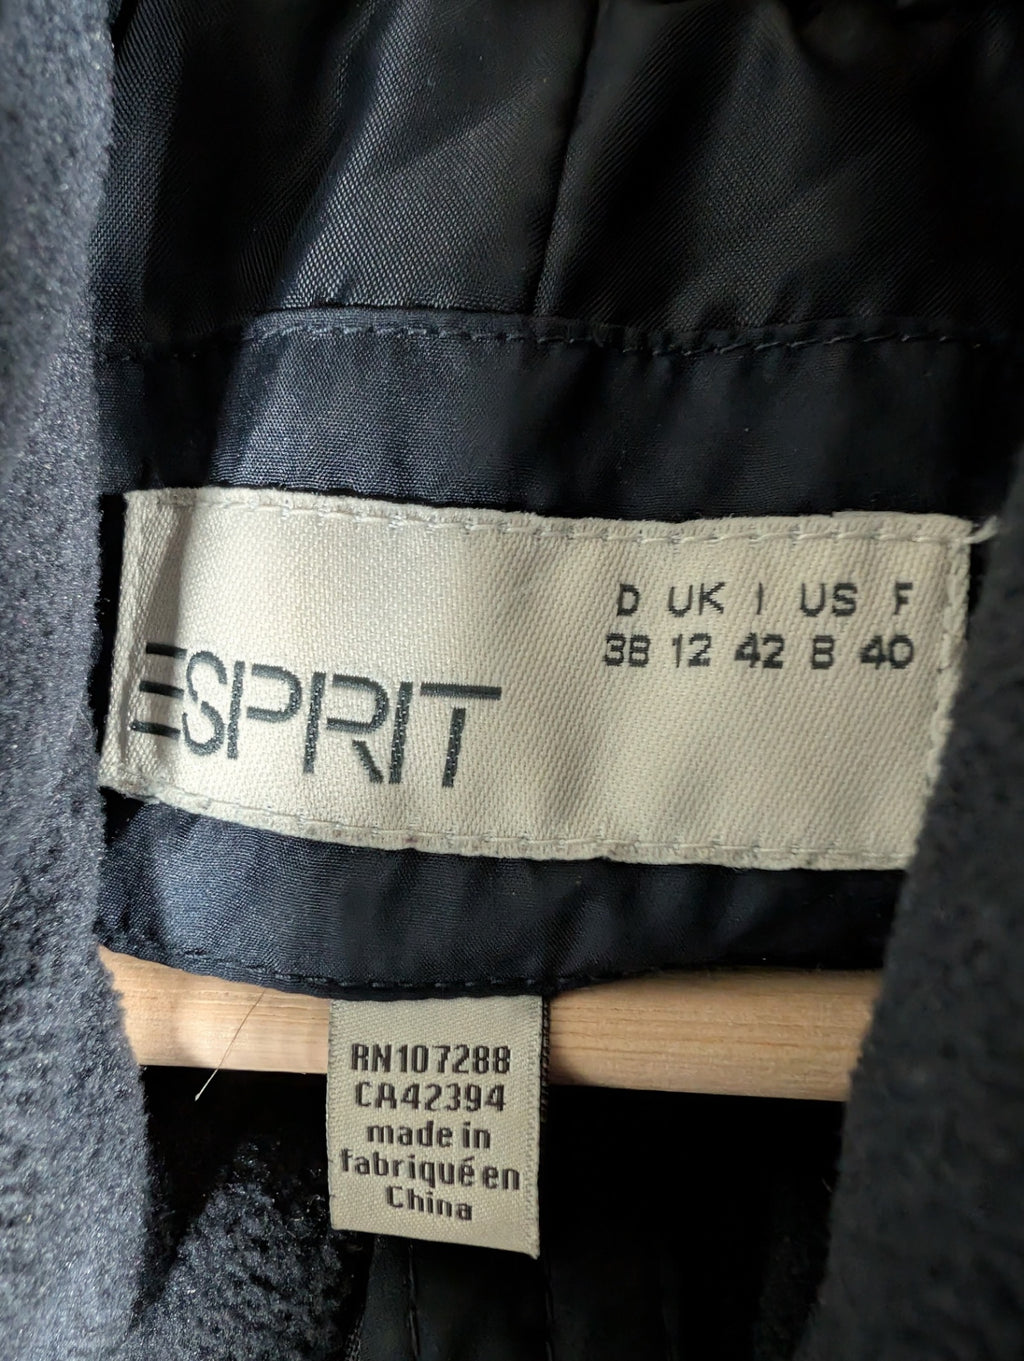 D UK I US F
38 12 42 8 40
ESPRIT
RN107288
CA42394
made in
fabriqué en
China